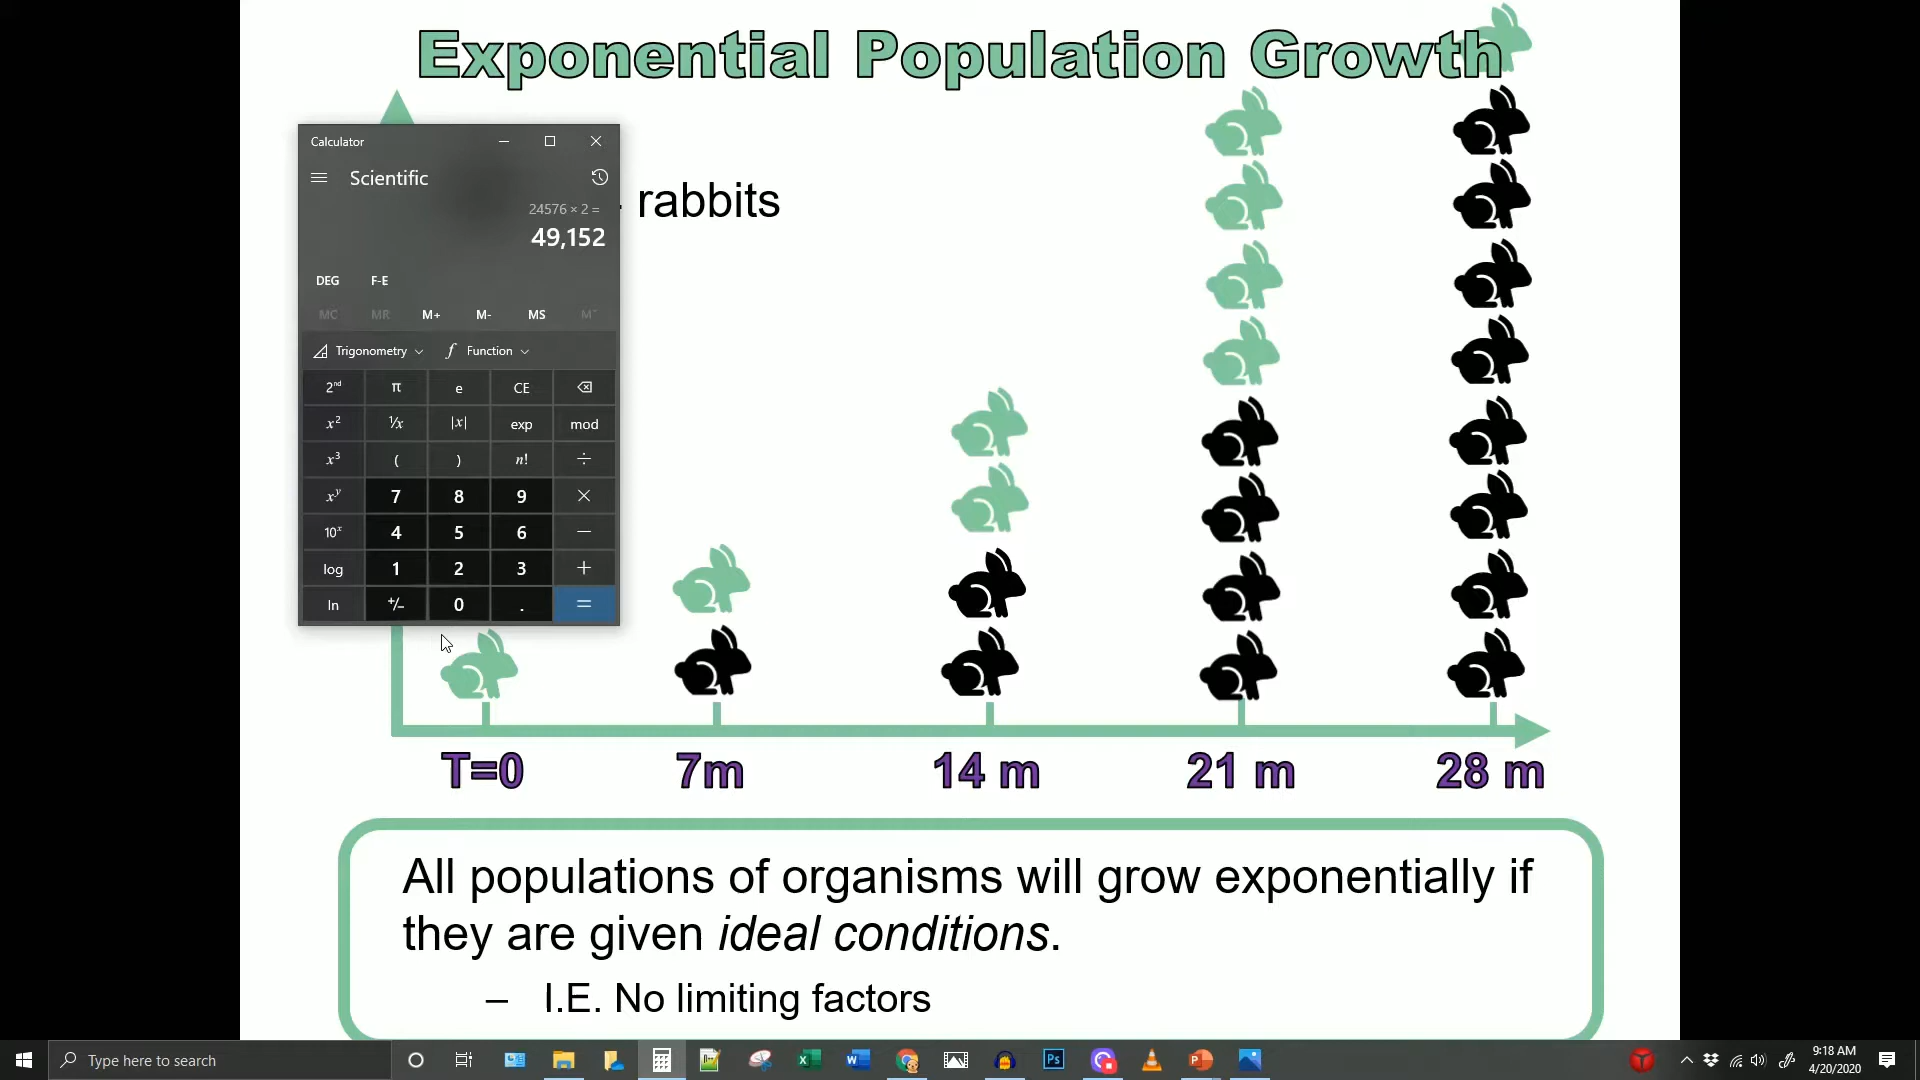 Exponential Population Growth
rabbits
Calculator
Scientific
24576 × 2 =
49,152
DEG F-E
MC MR M+ M- MS M˅
Trigonometry Function
2nd π e CE
x² ¹/x |x| exp mod
x³ ( ) n! ÷
xʸ 7 8 9 ×
10ˣ 4 5 6 −
log 1 2 3 +
ln +/− 0 . =
T=0 7m 14 m 21 m 28 m
All populations of organisms will grow exponentially if
they are given ideal conditions.
– I.E. No limiting factors
Type here to search
9:18 AM
4/20/2020